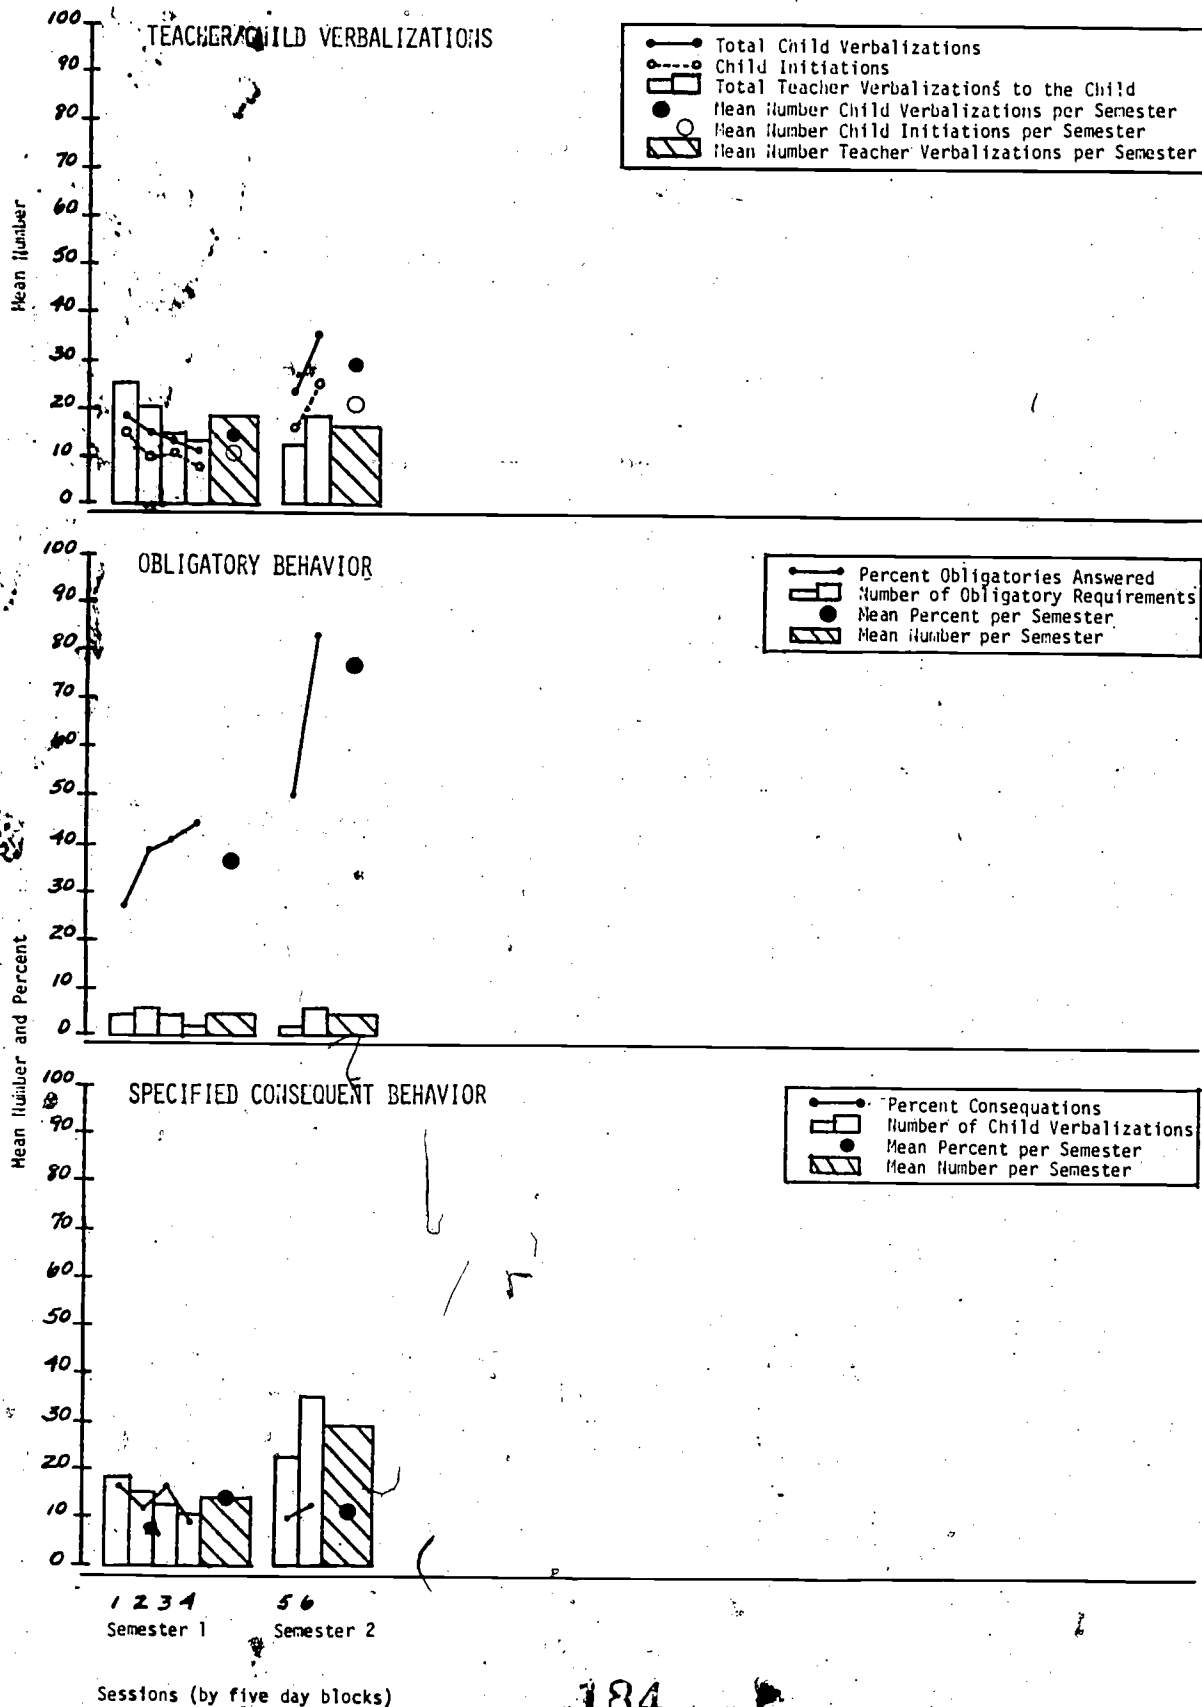 TEACHER/CHILD VERBALIZATIONS
Total Child Verbalizations
Child Initiations
Total Teacher Verbalizations to the Child
Mean Number Child Verbalizations per Semester
Mean Number Child Initiations per Semester
Mean Number Teacher Verbalizations per Semester
Mean Number
100
90
80
70
60
50
40
30
20
10
0
OBLIGATORY BEHAVIOR
Percent Obligatories Answered
Number of Obligatory Requirements
Mean Percent per Semester
Mean Number per Semester
100
90
80
70
60
50
40
30
20
10
0
Mean Number and Percent
SPECIFIED CONSEQUENT BEHAVIOR
Percent Consequations
Number of Child Verbalizations
Mean Percent per Semester
Mean Number per Semester
100
90
80
70
60
50
40
30
20
10
0
1 2 3 4 5 6
Semester 1 Semester 2
Sessions (by five day blocks)
184